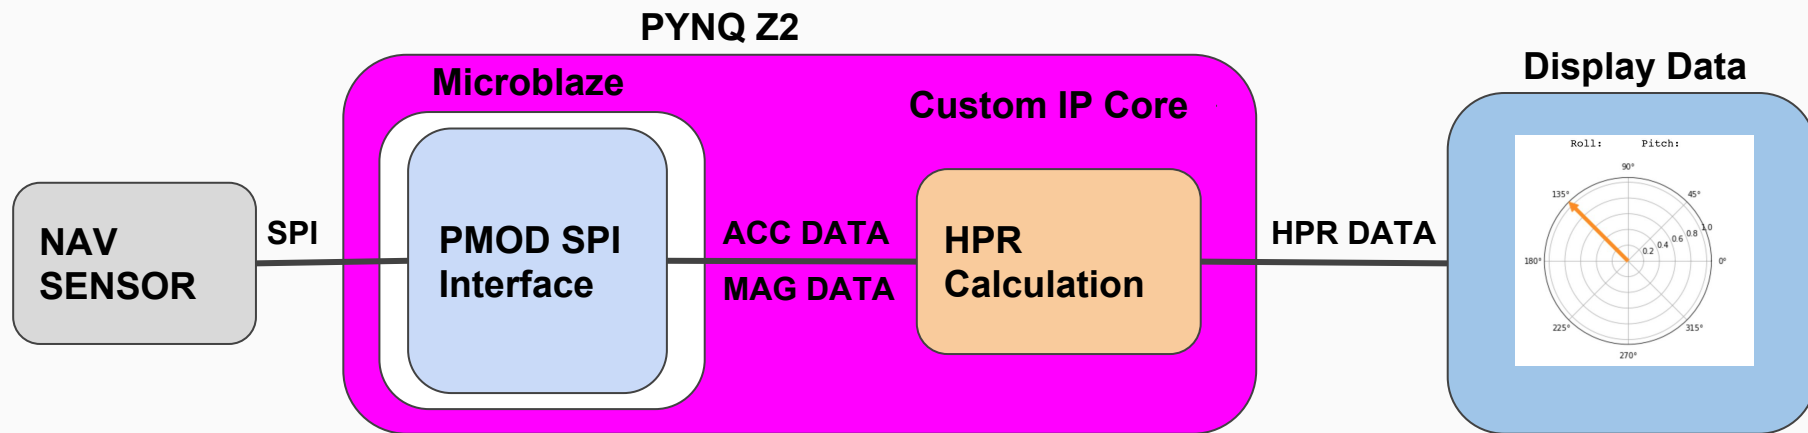 PYNQ Z2
Microblaze
Custom IP Core
Display Data
NAV
SENSOR
SPI
PMOD SPI
Interface
ACC DATA
MAG DATA
HPR
Calculation
HPR DATA
Roll: Pitch:
90°
135° 45°
1.0
0.8
0.6
0.4
0.2
180° 0°
225° 315°
270°